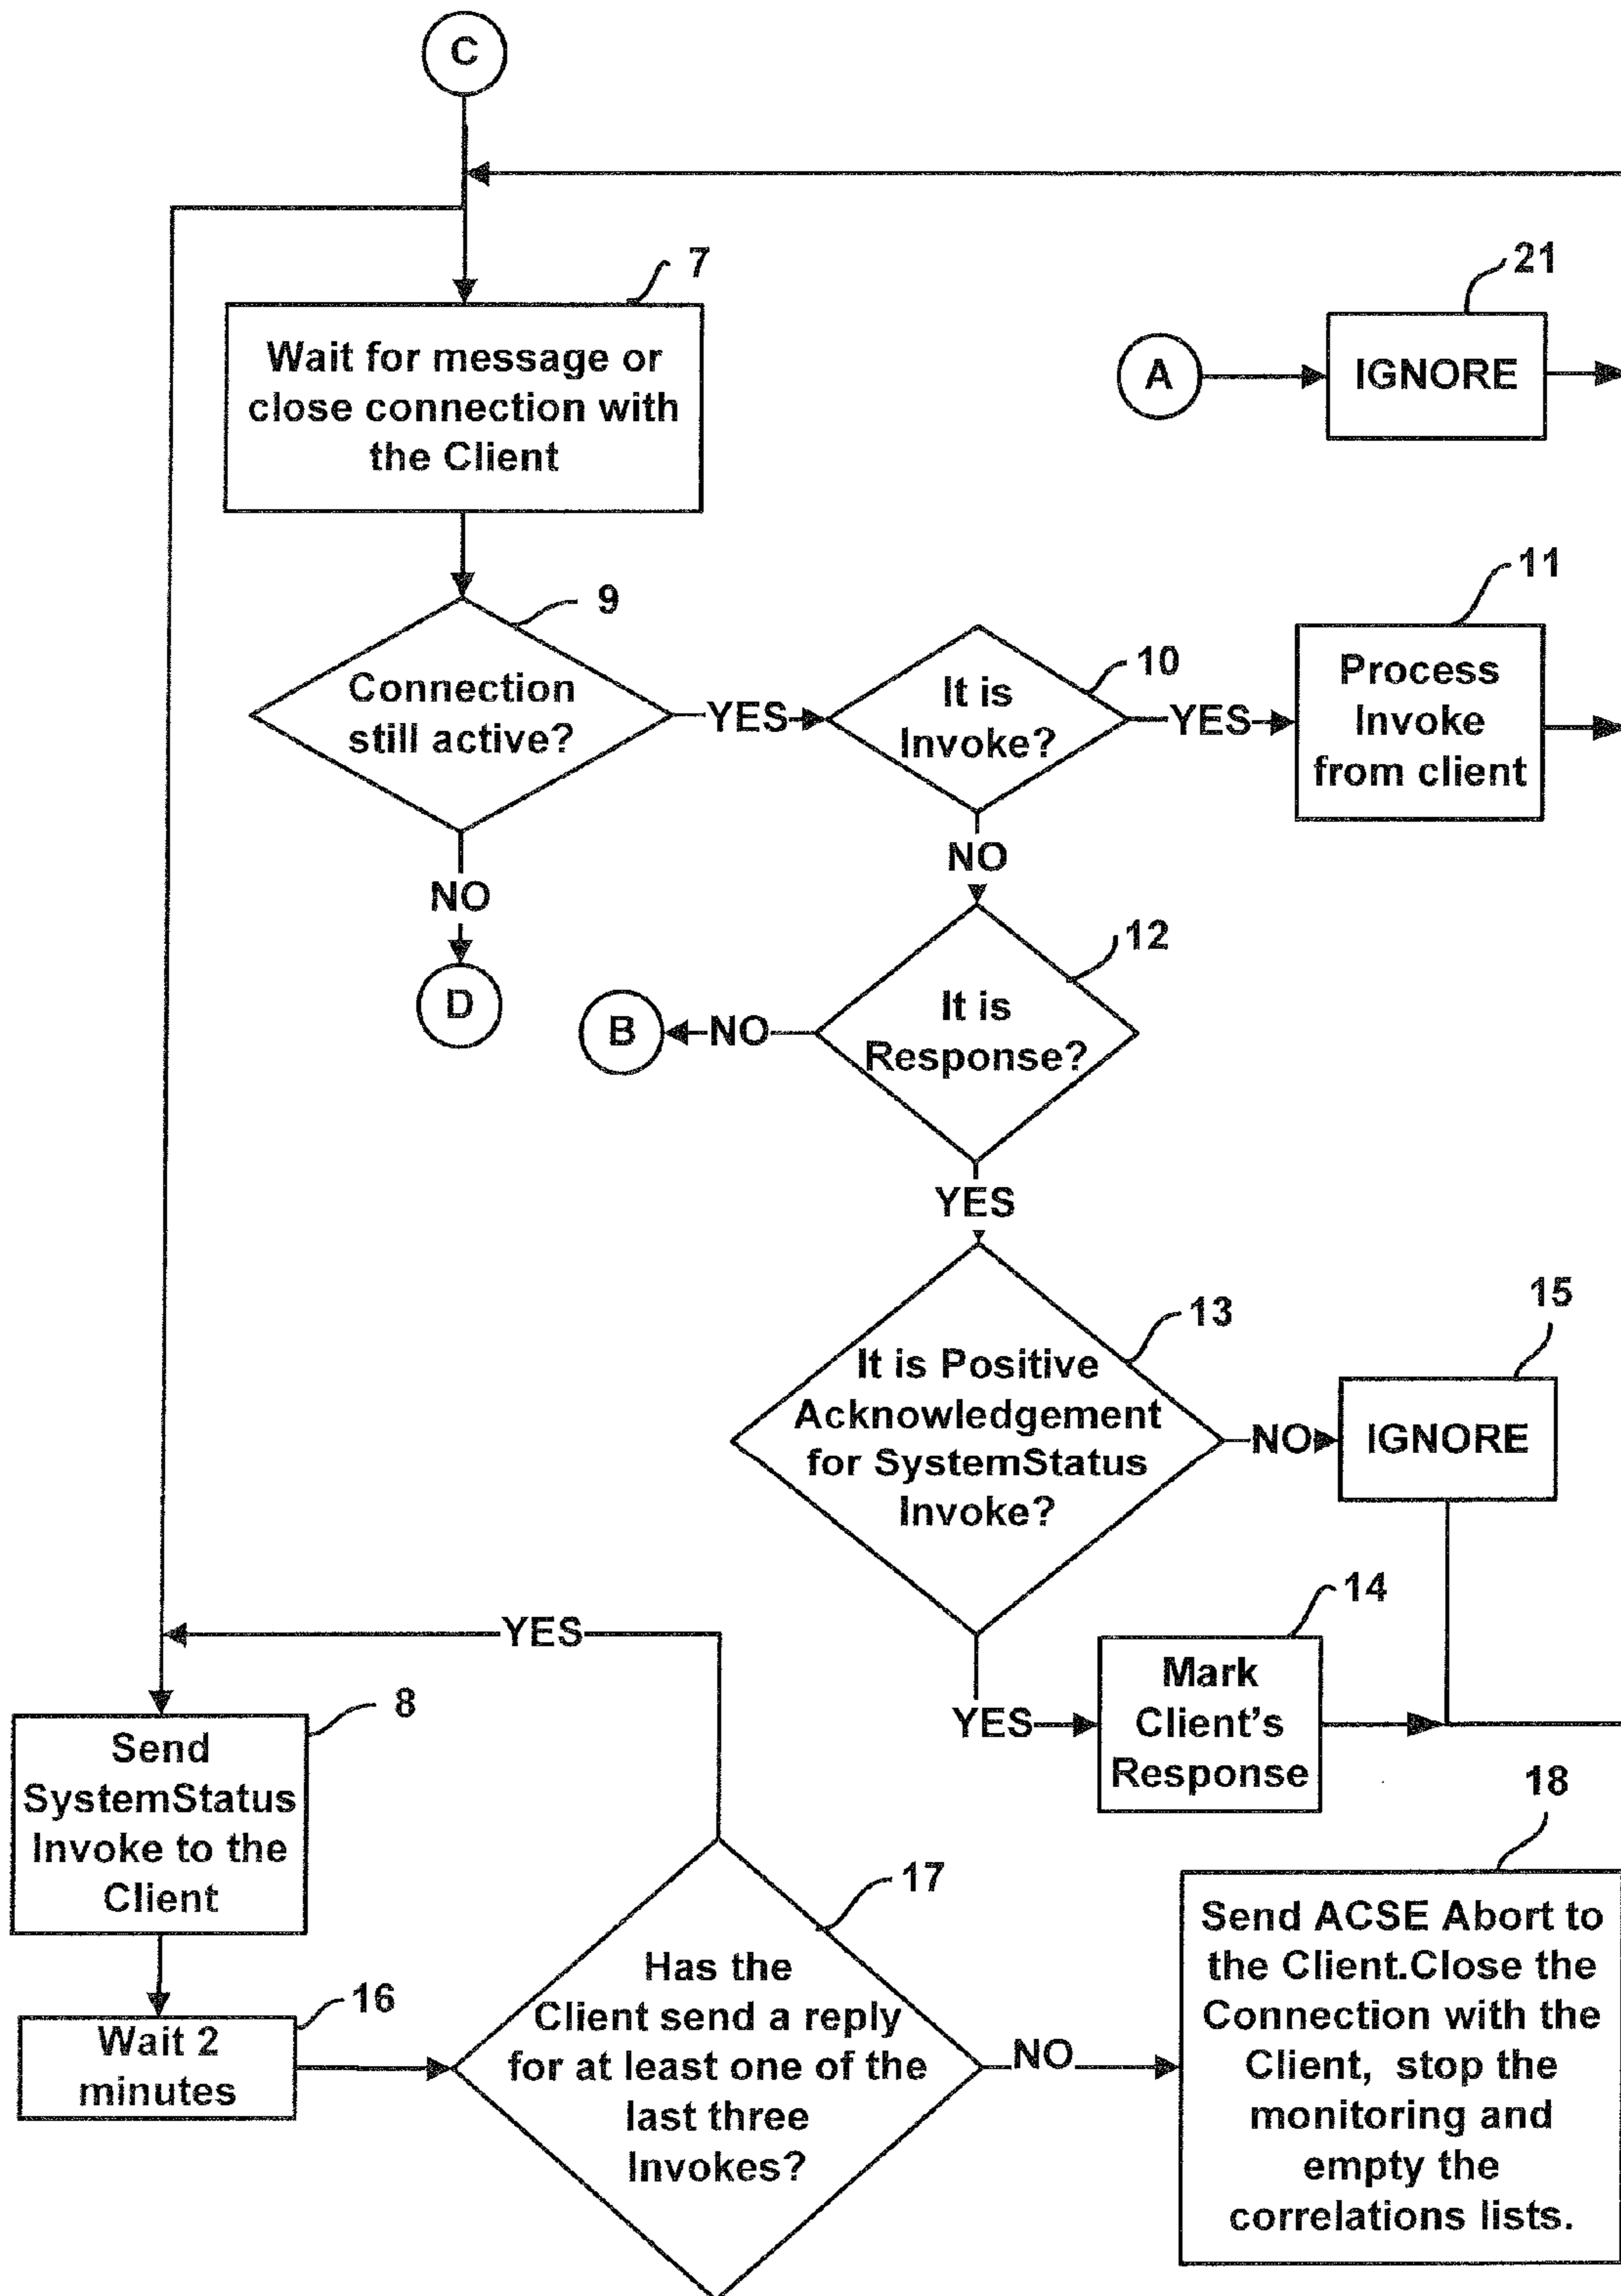 C
7
Wait for message or
close connection with
the Client
21
A
IGNORE
9
Connection
still active?
YES
10
It is
Invoke?
YES
11
Process
Invoke
from client
NO
D
NO
12
It is
Response?
NO
B
YES
13
It is Positive
Acknowledgement
for SystemStatus
Invoke?
NO
15
IGNORE
YES
14
Mark
Client's
Response
YES
8
Send
SystemStatus
Invoke to the
Client
16
Wait 2
minutes
17
Has the
Client send a reply
for at least one of the
last three
Invokes?
NO
18
Send ACSE Abort to
the Client.Close the
Connection with the
Client, stop the
monitoring and
empty the
correlations lists.